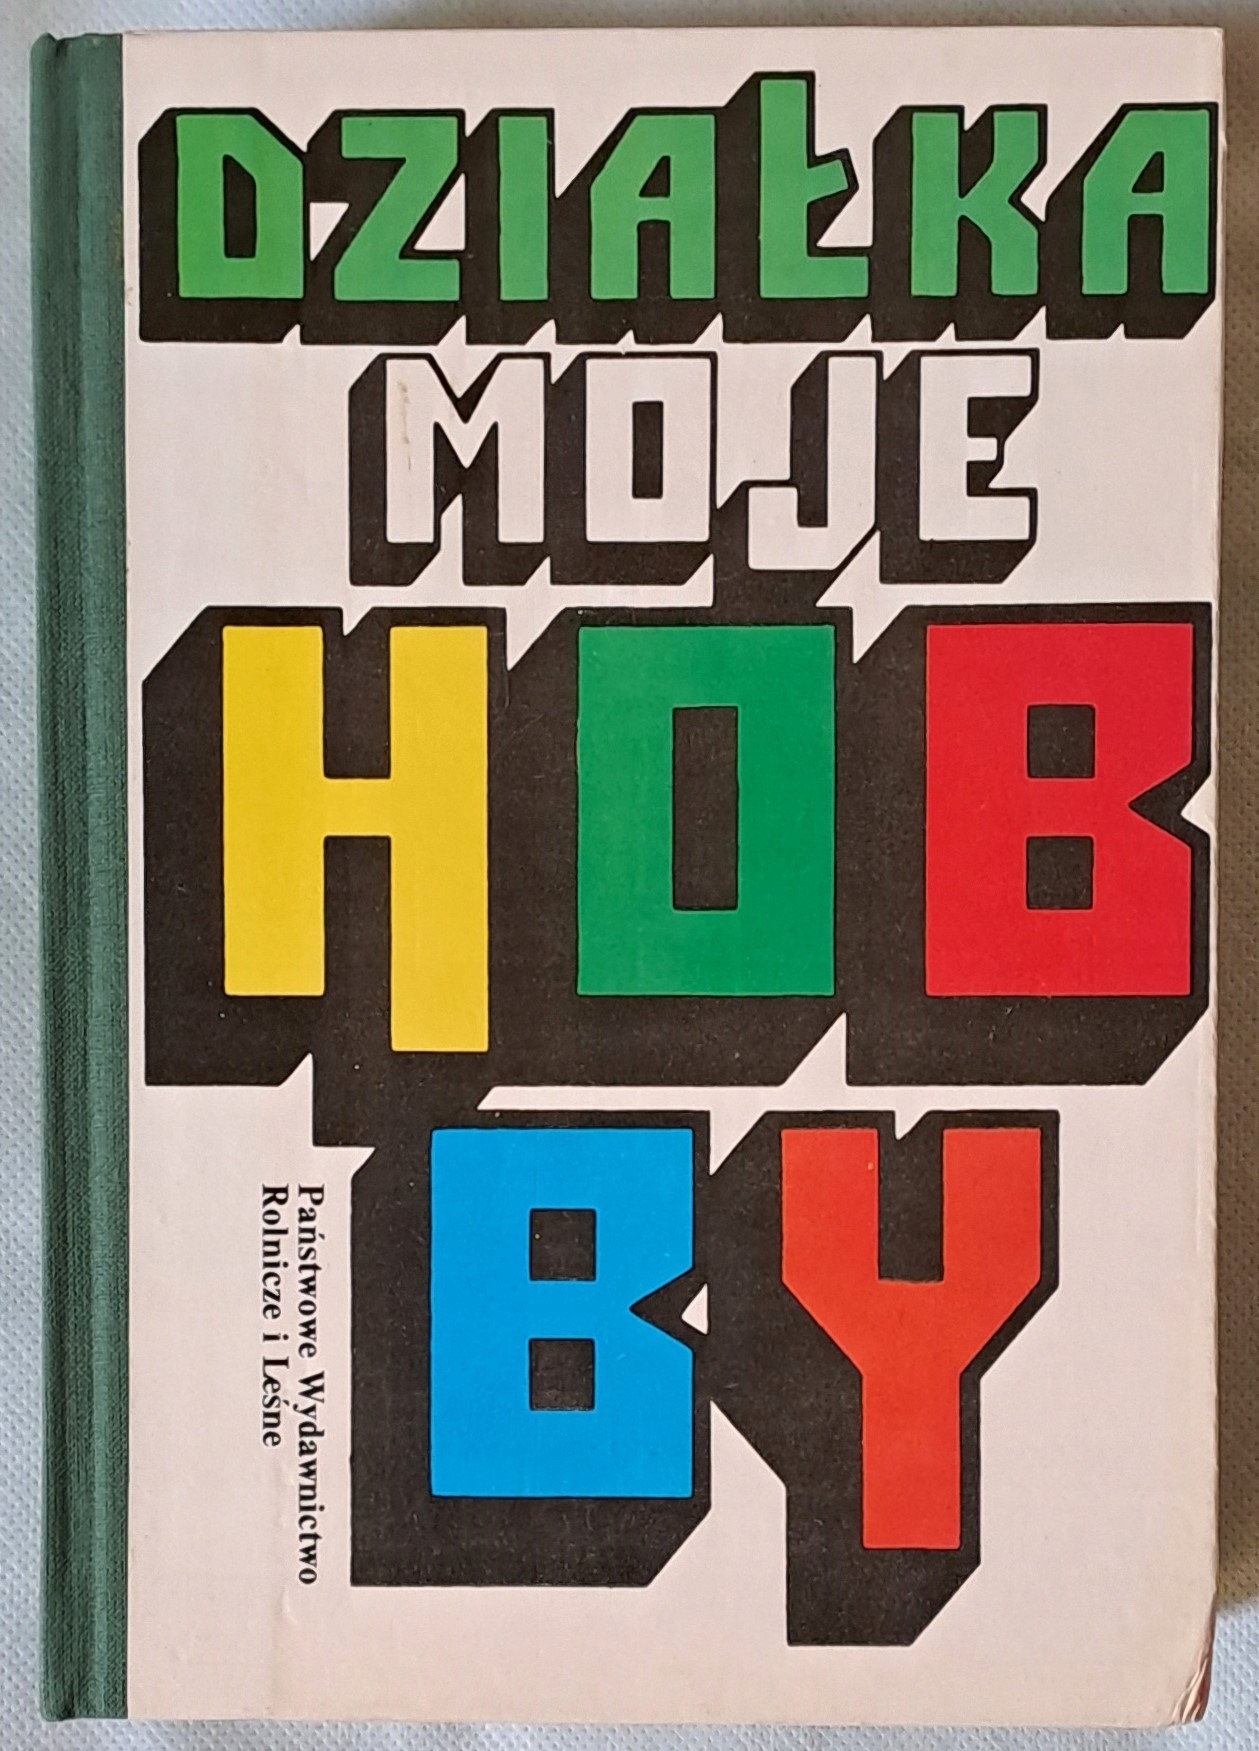 DZIAŁKA
MOJE
HOB
BY
Państwowe Wydawnictwo
Rolnicze i Leśne